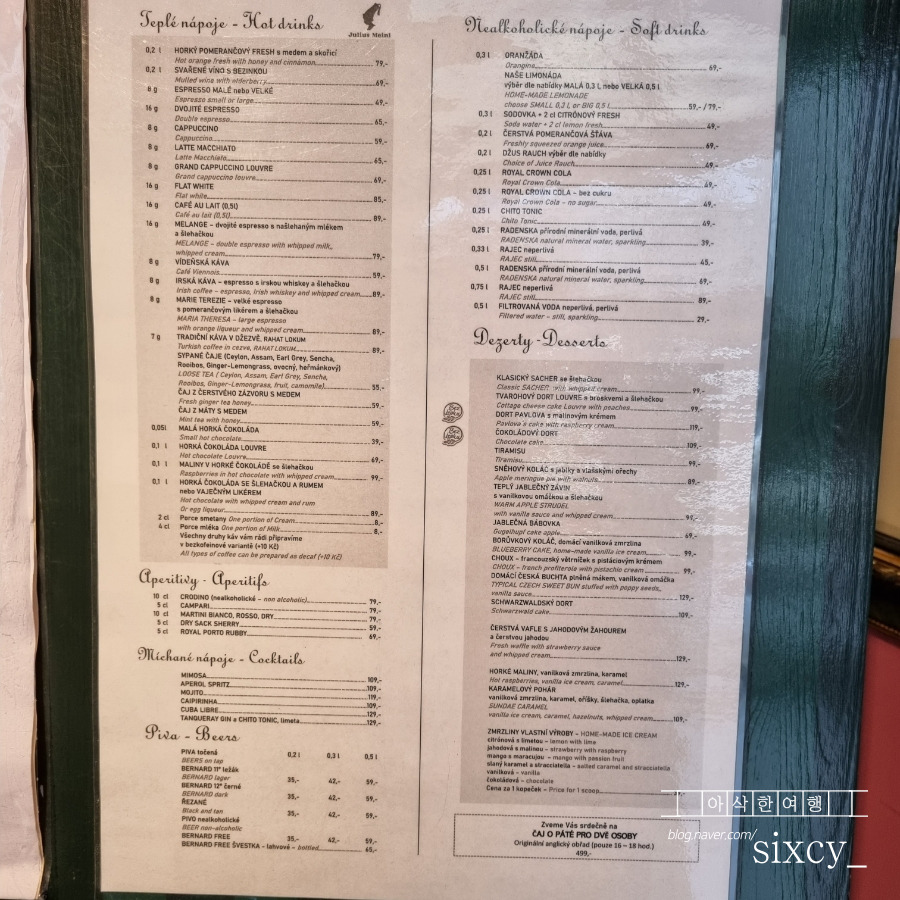 Teplé nápoje - Hot drinks
Julius Meinl
0,2 l HORKÝ POMERANČOVÝ FRESH s medem a skořicí
Hot orange fresh with honey and cinnamon 79,-
0,2 l SVAŘENÉ VÍNO S BEZINKOU
Mulled wine with elderberry 69,-
8 g ESPRESSO MALÉ nebo VELKÉ
Espresso small or large 49,-
16 g DVOJITÉ ESPRESSO
Double espresso 65,-
8 g CAPPUCCINO
Cappuccino 59,-
8 g LATTE MACCHIATO
Latte Macchiato 65,-
8 g GRAND CAPPUCCINO LOUVRE
Grand cappuccino louvre 69,-
16 g FLAT WHITE
Flat white 85,-
16 g CAFÉ AU LAIT (0,5l)
Café au lait (0,5l) 89,-
16 g MELANGE - dvojité espresso s našlehaným mlékem
a šlehačkou
MELANGE - double espresso with whipped milk,
whipped cream 79,-
8 g VÍDEŇSKÁ KÁVA
Café Viennois 59,-
8 g IRSKÁ KÁVA - espresso s irskou whiskey a šlehačkou
Irish coffee - espresso, Irish whiskey and whipped cream 89,-
8 g MARIE TEREZIE - velké espresso
s pomerančovým likérem a šlehačkou
MARIA THERESA - large espresso
with orange liqueur and whipped cream 89,-
7 g TRADIČNÍ KÁVA V DŽEZVĚ, RAHAT LOKUM
Turkish coffee in cezve, RAHAT LOKUM 89,-
SYPANÉ ČAJE (Ceylon, Assam, Earl Grey, Sencha,
Rooibos, Ginger-Lemongrass, ovocný, heřmánkový)
LOOSE TEA ( Ceylon, Assam, Earl Grey, Sencha,
Rooibos, Ginger-Lemongrass, fruit, camomile) 55,-
ČAJ Z ČERSTVÉHO ZÁZVORU S MEDEM
Fresh ginger tea honey 59,-
ČAJ Z MÁTY S MEDEM
Mint tea with honey 59,-
0,05l MALÁ HORKÁ ČOKOLÁDA
Small hot chocolate 39,-
0,1 l HORKÁ ČOKOLÁDA LOUVRE
Hot chocolate Louvre 69,-
0,1 l MALINY V HORKÉ ČOKOLÁDĚ se šlehačkou
Raspberries in hot chocolate with whipped cream 99,-
0,1 l HORKÁ ČOKOLÁDA SE ŠLEHAČKOU A RUMEM
nebo VAJEČNÝM LIKÉREM
Hot chocolate with whipped cream and rum
Or egg liqueur 89,-
2 cl Porce smetany One portion of Cream 8,-
4 cl Porce mléka One portion of Milk 8,-
Všechny druhy káv vám rádi připravíme
v bezkofeinové variantě (+10 Kč)
All types of coffee can be prepared as decaf (+10 Kč)
Aperitivy - Aperitifs
10 cl CRODINO (nealkoholické - non alcoholic) 79,-
5 cl CAMPARI 79,-
10 cl MARTINI BIANCO, ROSSO, DRY 79,-
5 cl DRY SACK SHERRY 59,-
5 cl ROYAL PORTO RUBBY 69,-
Míchané nápoje - Cocktails
MIMOSA 109,-
APEROL SPRITZ 109,-
MOJITO 119,-
CAIPIRINHA 109,-
CUBA LIBRE 129,-
TANQUERAY GIN a CHITO TONIC, limeta 129,-
Piva - Beers
PIVA točená 0,2 l 0,3 l 0,5 l
BEERS on tap
BERNARD 11° ležák
BERNARD lager 35,- 42,- 59,-
BERNARD 12° černé
BERNARD dark 35,- 42,- 59,-
ŘEZANÉ
Black and tan 35,- 42,- 59,-
PIVO nealkoholické
BEER non-alcoholic
BERNARD FREE 35,- 42,- 59,-
BERNARD FREE ŠVESTKA - lahvové - bottled 65,-
Nealkoholické nápoje - Soft drinks
0,3 l ORANŽÁDA
Orangina 69,-
NAŠE LIMONÁDA
výběr dle nabídky MALÁ 0,3 l nebo VELKÁ 0,5 l
HOME-MADE LEMONADE
choose SMALL 0,3 l or BIG 0,5 l 59,- / 79,-
0,3 l SODOVKA + 2 cl CITRÓNOVÝ FRESH
Soda water + 2 cl lemon fresh 49,-
0,2 l ČERSTVÁ POMERANČOVÁ ŠŤÁVA
Freshly squeezed orange juice 69,-
0,2 l DŽUS RAUCH výběr dle nabídky
Choice of Juice Rauch 49,-
0,25 l ROYAL CROWN COLA
Royal Crown Cola 49,-
0,25 l ROYAL CROWN COLA - bez cukru
Royal Crown Cola - no sugar 49,-
0,25 l CHITO TONIC
Chito Tonic 49,-
0,25 l RADENSKA přírodní minerální voda, perlivá
RADENSKA natural mineral water, sparkling 39,-
0,33 l RAJEC neperlivá
RAJEC still 45,-
0,5 l RADENSKA přírodní minerální voda, perlivá
RADENSKA natural mineral water, sparkling 69,-
0,75 l RAJEC neperlivá
RAJEC still 89,-
0,5 l FILTROVANÁ VODA neperlivá, perlivá
Filtered water - still, sparkling 29,-
Dezerty - Desserts
KLASICKÝ SACHER se šlehačkou
Classic SACHER with whipped cream 99,-
TVAROHOVÝ DORT LOUVRE s broskvemi a šlehačkou
Cottage cheese cake Louvre with peaches 99,-
DORT PAVLOVA s malinovým krémem
Pavlova's cake with raspberry cream 119,-
ČOKOLÁDOVÝ DORT
Chocolate cake 109,-
TIRAMISU
Tiramisu 99,-
SNĚHOVÝ KOLÁČ s jablky a vlašskými ořechy
Apple meringue pie with walnuts 89,-
TEPLÝ JABLEČNÝ ZÁVIN
s vanilkovou omáčkou a šlehačkou
WARM APPLE STRUDEL
with vanilla sauce and whipped cream 99,-
JABLEČNÁ BÁBOVKA
Gugelhupf cake apple 69,-
BORŮVKOVÝ KOLÁČ, domácí vanilková zmrzlina
BLUEBERRY CAKE, home-made vanilla ice cream 99,-
CHOUX - francouzský větrníček s pistáciovým krémem
CHOUX - french profiterole with pistachio cream 99,-
DOMÁCÍ ČESKÁ BUCHTA plněná mákem, vanilková omáčka
TYPICAL CZECH SWEET BUN stuffed with poppy seeds,
vanilla sauce 129,-
SCHWARZWALDSKÝ DORT
Schwarzwald cake 109,-
ČERSTVÁ VAFLE S JAHODOVÝM ŽAHOUREM
a čerstvou jahodou
Fresh waffle with strawberry sauce
and whipped cream 129,-
HORKÉ MALINY, vanilková zmrzlina, karamel
Hot raspberries, vanilla ice cream, caramel 129,-
KARAMELOVÝ POHÁR
vanilková zmrzlina, karamel, oříšky, šlehačka, oplatka
SUNDAE CARAMEL
vanilla ice cream, caramel, hazelnuts, whipped cream 109,-
ZMRZLINY VLASTNÍ VÝROBY - HOME-MADE ICE CREAM
citrónová s limetou - lemon with lime
jahodová s malinou - strawberry with raspberry
mango s maracujou - mango with passion fruit
slaný karamel a stracciatella - salted caramel and stracciatella
vanilková - vanilla
čokoládová - chocolate
Cena za 1 kopeček - Price for 1 scoop
Zveme Vás srdečně na
ČAJ O PÁTÉ PRO DVĚ OSOBY
Originální anglický obřad (pouze 16 - 18 hod.)
499,-
아사한여행
blog.naver.com/
sixcy_